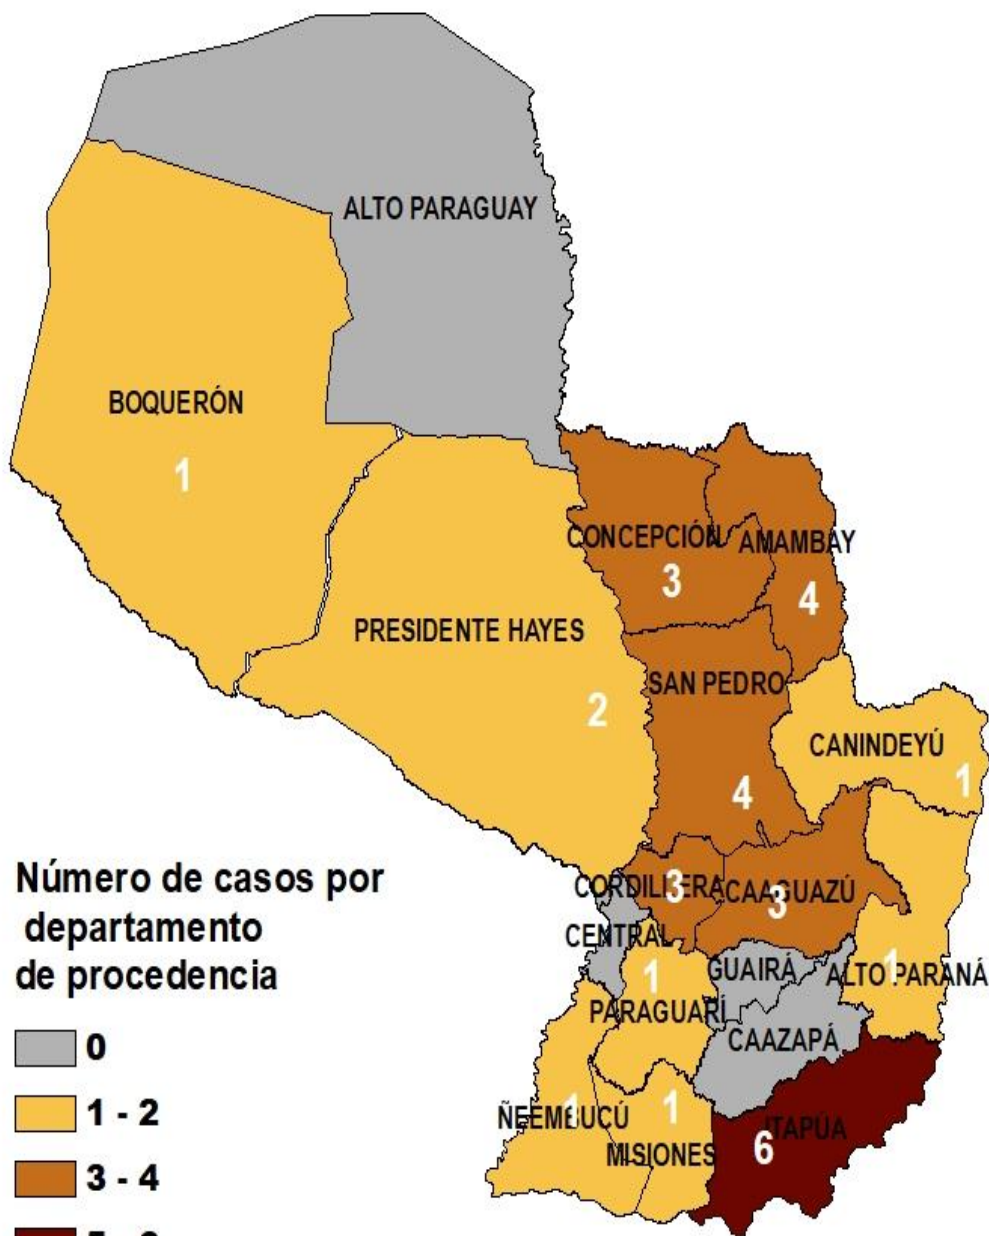 ALTO PARAGUAY
BOQUERÓN
1
CONCEPCIÓN
3
AMAMBAY
4
PRESIDENTE HAYES
2
SAN PEDRO
4
CANINDEYÚ
1
CORDILLERA
3
CAAGUAZÚ
3
CENTRAL
GUAIRÁ
ALTO PARANÁ
1
PARAGUARÍ
1
CAAZAPÁ
ÑEEMBUCÚ
1
MISIONES
1
ITAPÚA
6
Número de casos por
departamento
de procedencia
0
1 - 2
3 - 4